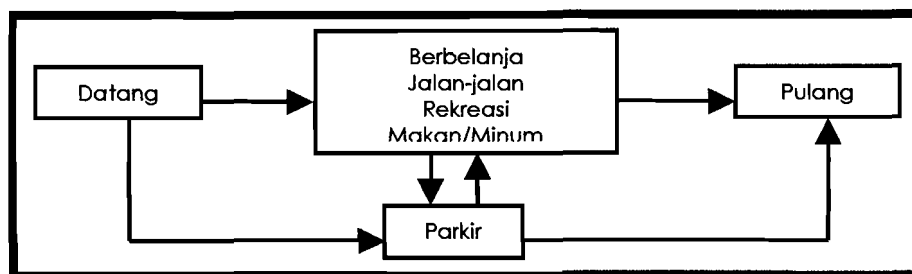 Datang
Berbelanja
Jalan-jalan
Rekreasi
Makan/Minum
Pulang
Parkir